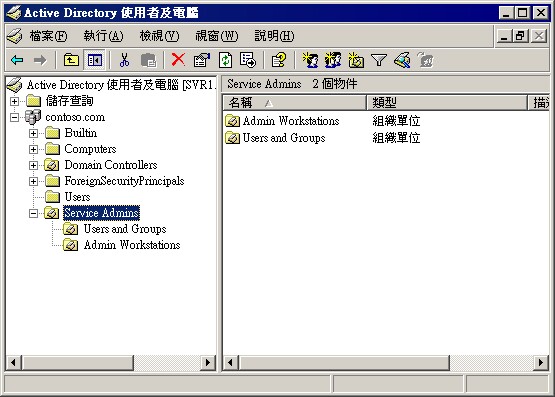 Active Directory 使用者及電腦
檔案(F) 執行(A) 檢視(V) 視窗(W) 說明(H)
Active Directory 使用者及電腦 [SVR1.
儲存查詢
contoso.com
Builtin
Computers
Domain Controllers
ForeignSecurityPrincipals
Users
Service Admins
Users and Groups
Admin Workstations
Service Admins 2 個物件
名稱 類型 描述
Admin Workstations 組織單位
Users and Groups 組織單位